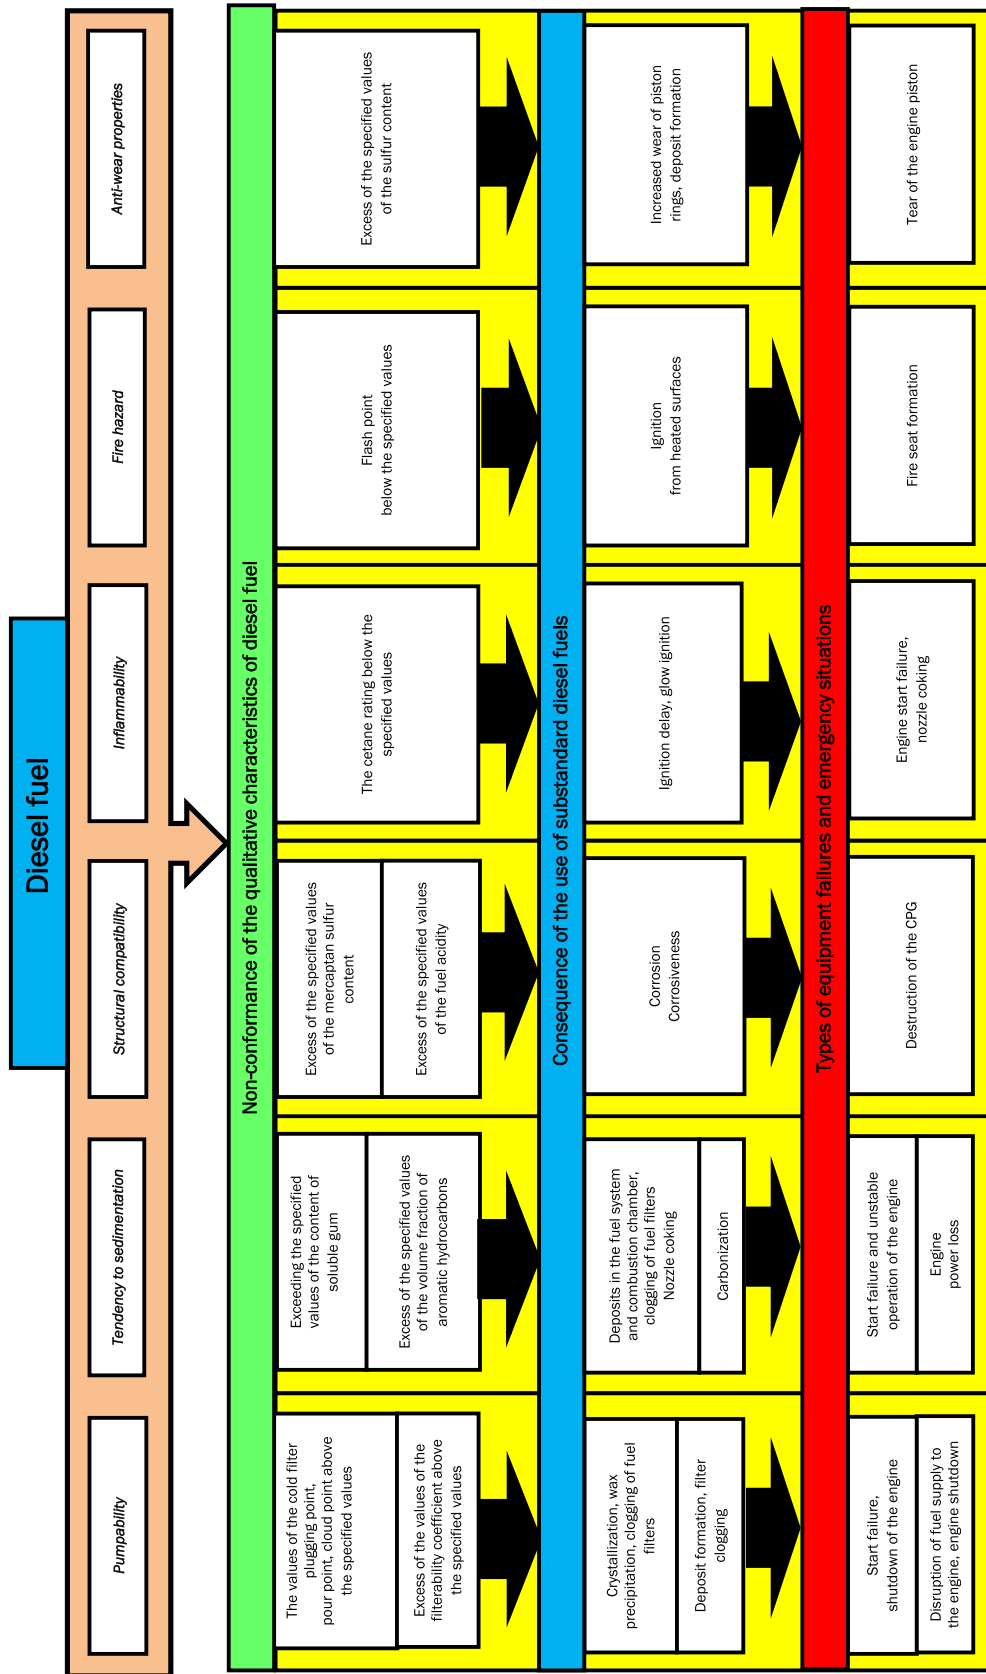 Diesel fuel
Pumpability
Tendency to sedimentation
Structural compatibility
Inflammability
Fire hazard
Anti-wear properties
Non-conformance of the qualitative characteristics of diesel fuel
The values of the cold filter
plugging point,
pour point, cloud point above
the specified values
Excess of the values of the
filterability coefficient above
the specified values
Exceeding the specified
values of the content of
soluble gum
Excess of the specified values
of the volume fraction of
aromatic hydrocarbons
Excess of the specified values
of the mercaptan sulfur
content
Excess of the specified values
of the fuel acidity
The cetane rating below the
specified values
Flash point
below the specified values
Excess of the specified values
of the sulfur content
Consequence of the use of substandard diesel fuels
Crystallization, wax
precipitation, clogging of fuel
filters
Deposit formation, filter
clogging
Deposits in the fuel system
and combustion chamber,
clogging of fuel filters
Nozzle coking
Carbonization
Corrosion
Corrosiveness
Ignition delay, glow ignition
Ignition
from heated surfaces
Increased wear of piston
rings, deposit formation
Types of equipment failures and emergency situations
Start failure,
shutdown of the engine
Disruption of fuel supply to
the engine, engine shutdown
Start failure and unstable
operation of the engine
Engine
power loss
Destruction of the CPG
Engine start failure,
nozzle coking
Fire seat formation
Tear of the engine piston